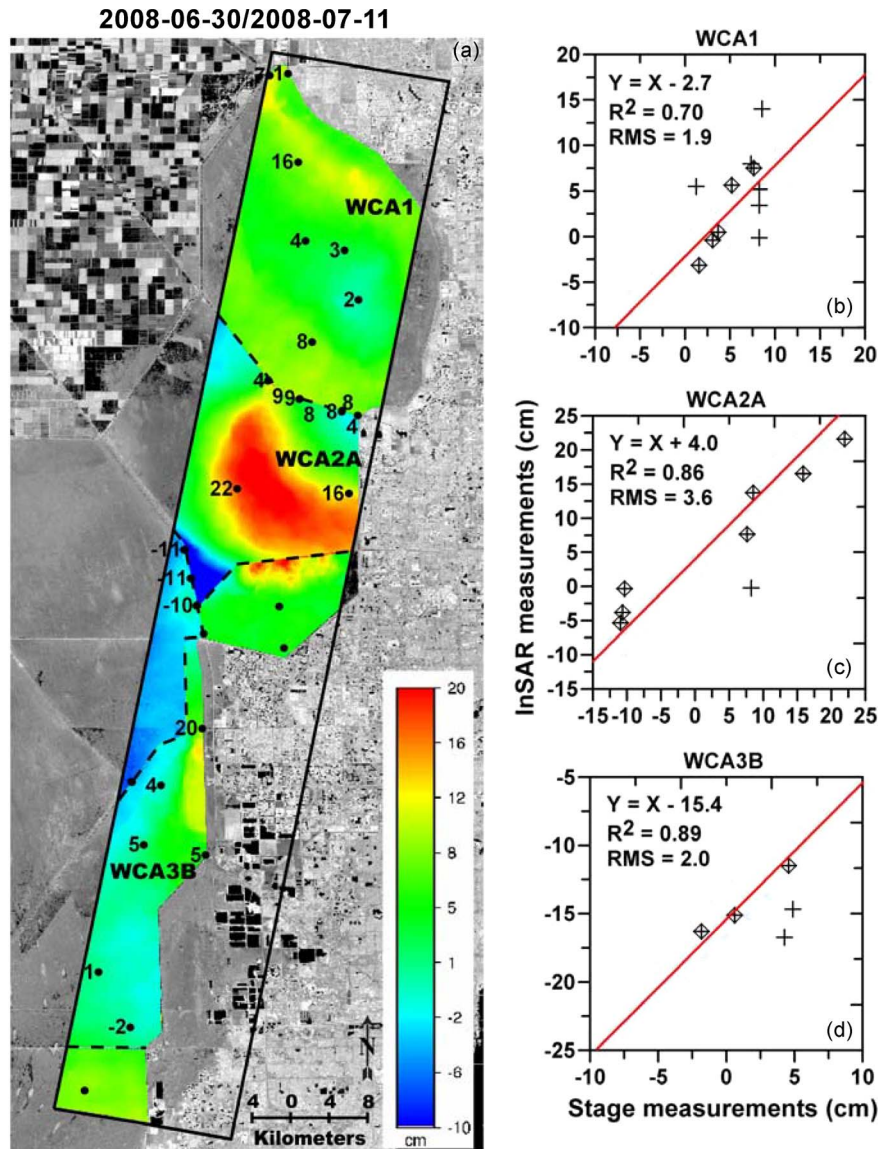 2008-06-30/2008-07-11
(a)
1
16
WCA1
4
3
2
8
4
99
8
8
8
4
WCA2A
22
16
-11
-11
-10
20
4
5
5
WCA3B
1
-2
20
16
12
8
5
1
-2
-6
-10
cm
N
4 0 4 8
Kilometers
WCA1
Y = X - 2.7
R² = 0.70
RMS = 1.9
20
15
10
5
0
-5
-10
-10 -5 0 5 10 15 20
(b)
InSAR measurements (cm)
WCA2A
Y = X + 4.0
R² = 0.86
RMS = 3.6
25
20
15
10
5
0
-5
-10
-15
-15 -10 -5 0 5 10 15 20 25
(c)
WCA3B
Y = X - 15.4
R² = 0.89
RMS = 2.0
-5
-10
-15
-20
-25
-10 -5 0 5 10
(d)
Stage measurements (cm)